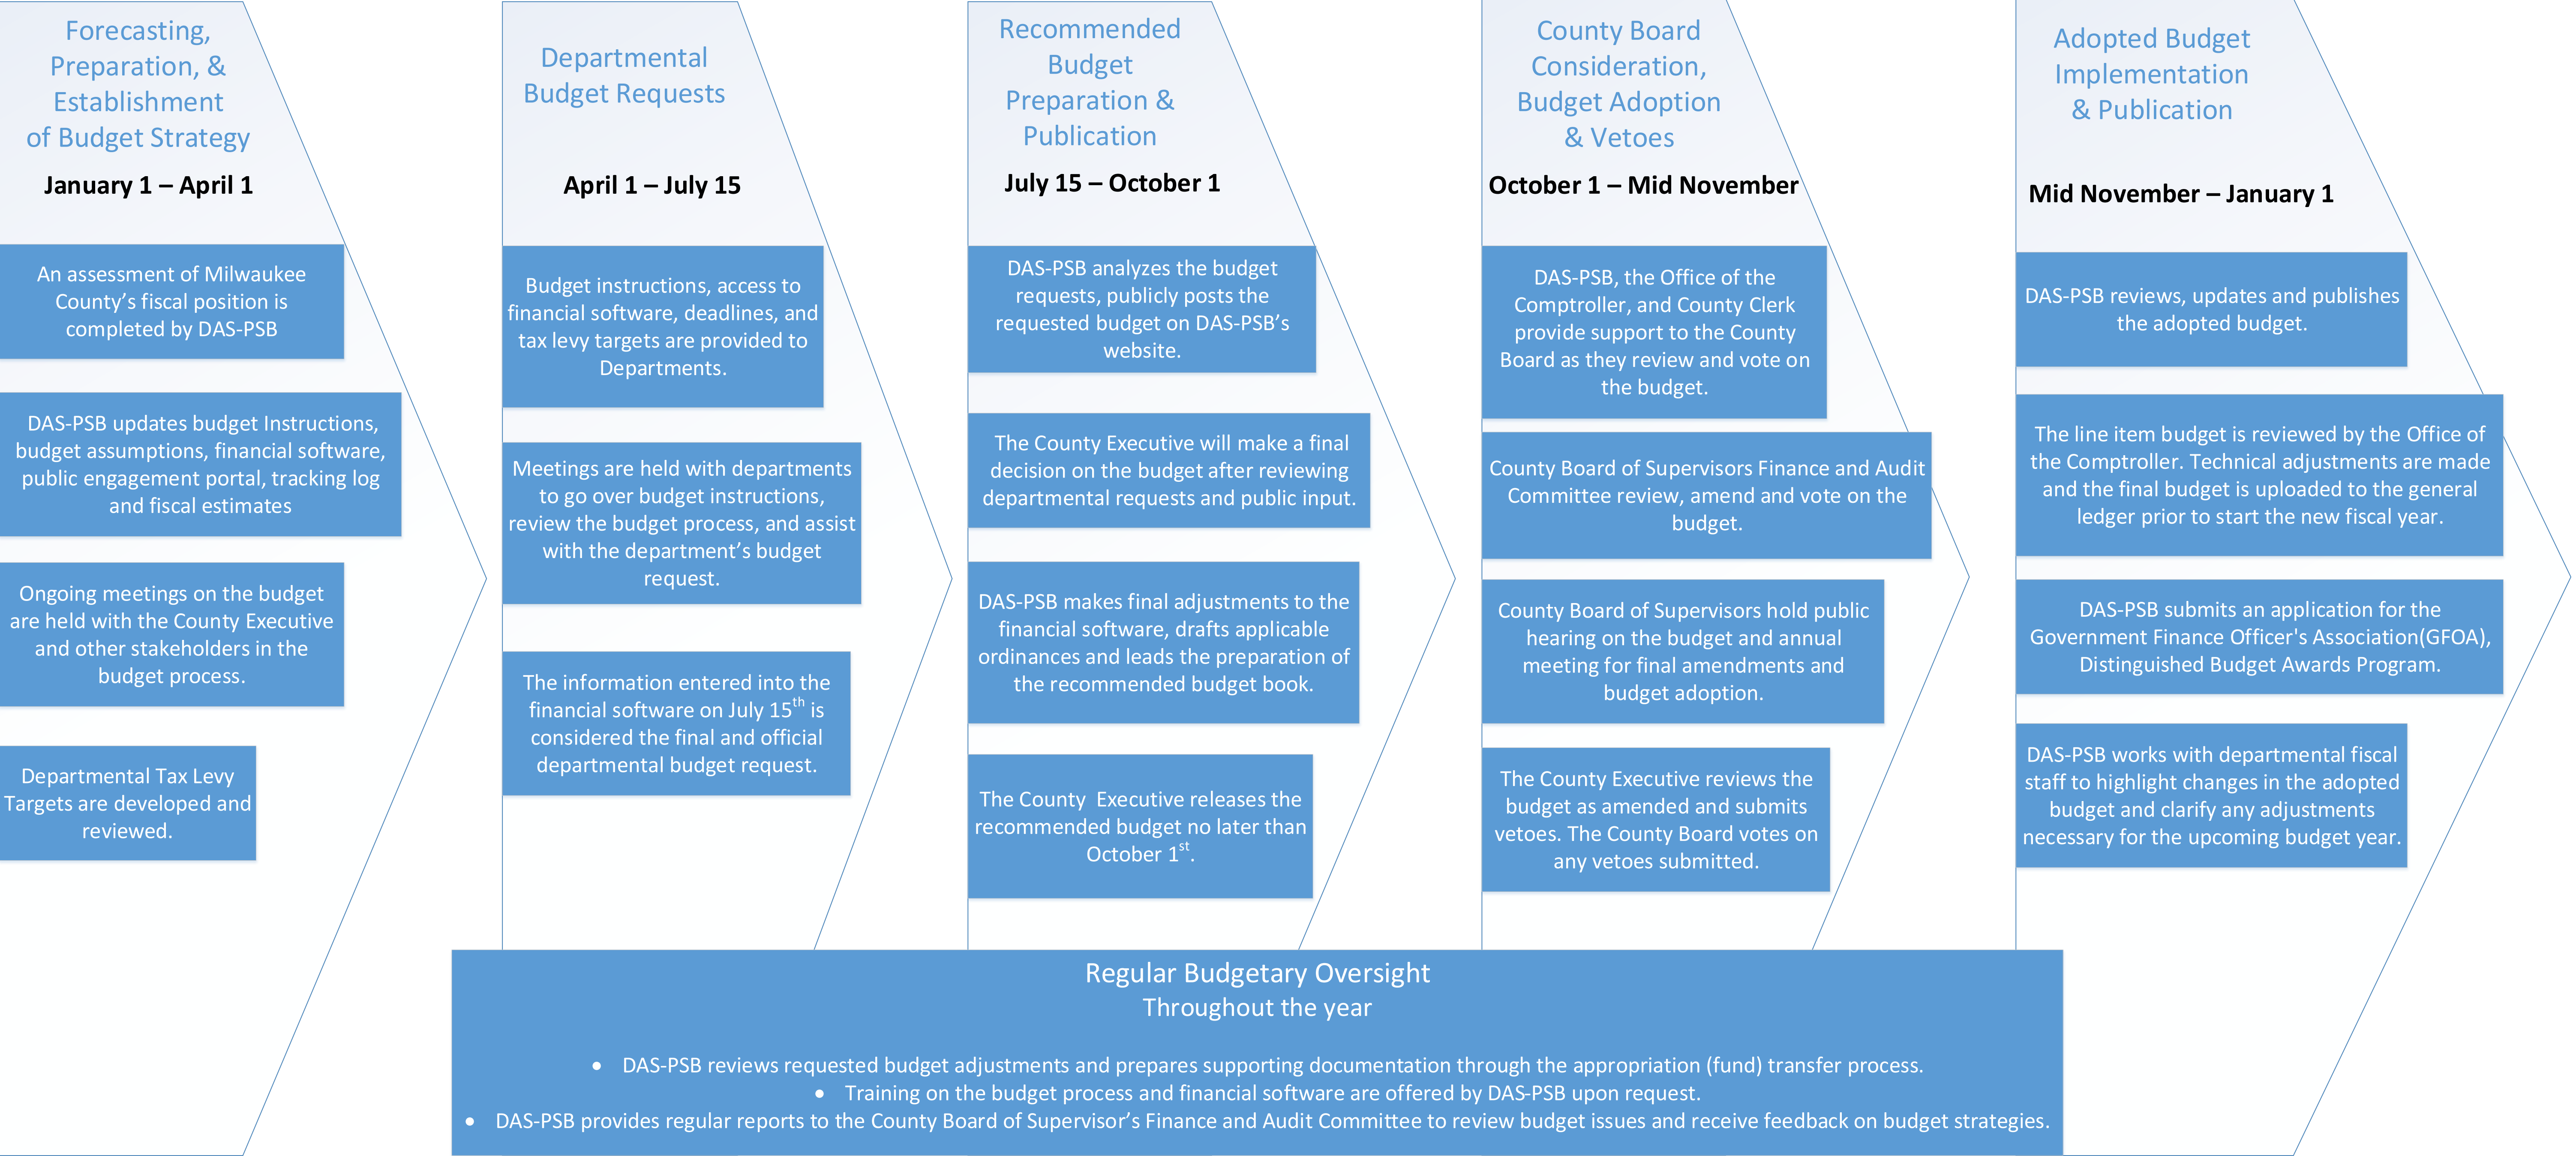 Forecasting,
Preparation, &
Establishment
of Budget Strategy
January 1 – April 1
An assessment of Milwaukee
County’s fiscal position is
completed by DAS-PSB
DAS-PSB updates budget Instructions,
budget assumptions, financial software,
public engagement portal, tracking log
and fiscal estimates
Ongoing meetings on the budget
are held with the County Executive
and other stakeholders in the
budget process.
Departmental Tax Levy
Targets are developed and
reviewed.
Departmental
Budget Requests
April 1 – July 15
Budget instructions, access to
financial software, deadlines, and
tax levy targets are provided to
Departments.
Meetings are held with departments
to go over budget instructions,
review the budget process, and assist
with the department’s budget
request.
The information entered into the
financial software on July 15th is
considered the final and official
departmental budget request.
Recommended
Budget
Preparation &
Publication
July 15 – October 1
DAS-PSB analyzes the budget
requests, publicly posts the
requested budget on DAS-PSB’s
website.
The County Executive will make a final
decision on the budget after reviewing
departmental requests and public input.
DAS-PSB makes final adjustments to the
financial software, drafts applicable
ordinances and leads the preparation of
the recommended budget book.
The County  Executive releases the
recommended budget no later than
October 1st.
County Board
Consideration,
Budget Adoption
& Vetoes
October 1 – Mid November
DAS-PSB, the Office of the
Comptroller, and County Clerk
provide support to the County
Board as they review and vote on
the budget.
County Board of Supervisors Finance and Audit
Committee review, amend and vote on the
budget.
County Board of Supervisors hold public
hearing on the budget and annual
meeting for final amendments and
budget adoption.
The County Executive reviews the
budget as amended and submits
vetoes. The County Board votes on
any vetoes submitted.
Adopted Budget
Implementation
& Publication
Mid November – January 1
DAS-PSB reviews, updates and publishes
the adopted budget.
The line item budget is reviewed by the Office of
the Comptroller. Technical adjustments are made
and the final budget is uploaded to the general
ledger prior to start the new fiscal year.
DAS-PSB submits an application for the
Government Finance Officer's Association(GFOA),
Distinguished Budget Awards Program.
DAS-PSB works with departmental fiscal
staff to highlight changes in the adopted
budget and clarify any adjustments
necessary for the upcoming budget year.
Regular Budgetary Oversight
Throughout the year
• DAS-PSB reviews requested budget adjustments and prepares supporting documentation through the appropriation (fund) transfer process.
• Training on the budget process and financial software are offered by DAS-PSB upon request.
• DAS-PSB provides regular reports to the County Board of Supervisor’s Finance and Audit Committee to review budget issues and receive feedback on budget strategies.